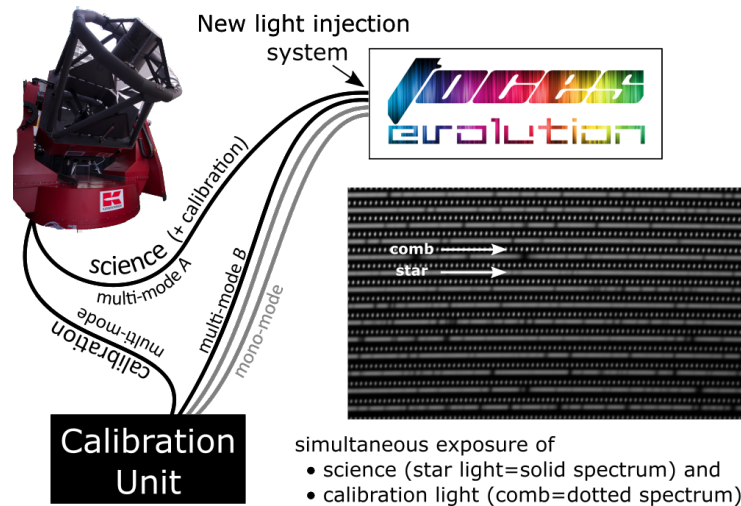 New light injection
system
foces
evolution
science (+ calibration)
multi-mode A
multi-mode B
mono-mode
multi-mode
calibration
comb
star
Calibration
Unit
simultaneous exposure of
• science (star light=solid spectrum) and
• calibration light (comb=dotted spectrum)